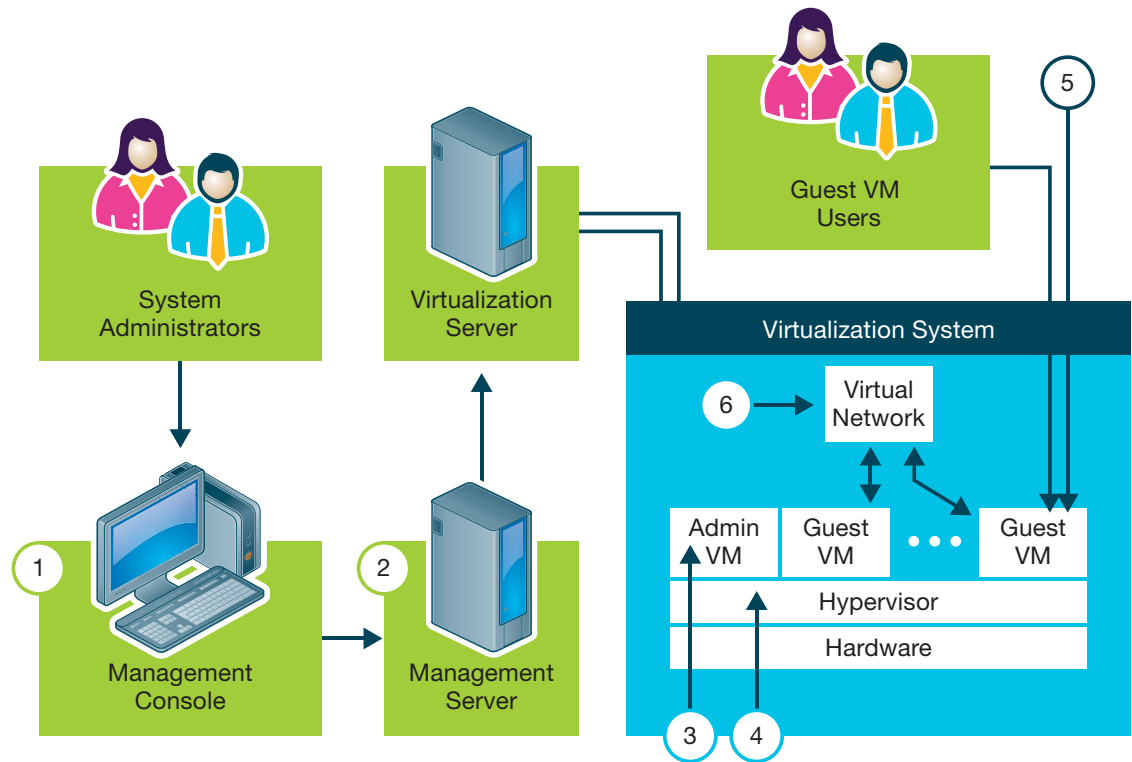 5
Guest VM
Users
System
Administrators
Virtualization
Server
Virtualization System
6
Virtual
Network
1
2
Admin
VM
Guest
VM
Guest
VM
Hypervisor
Hardware
Management
Console
Management
Server
3
4